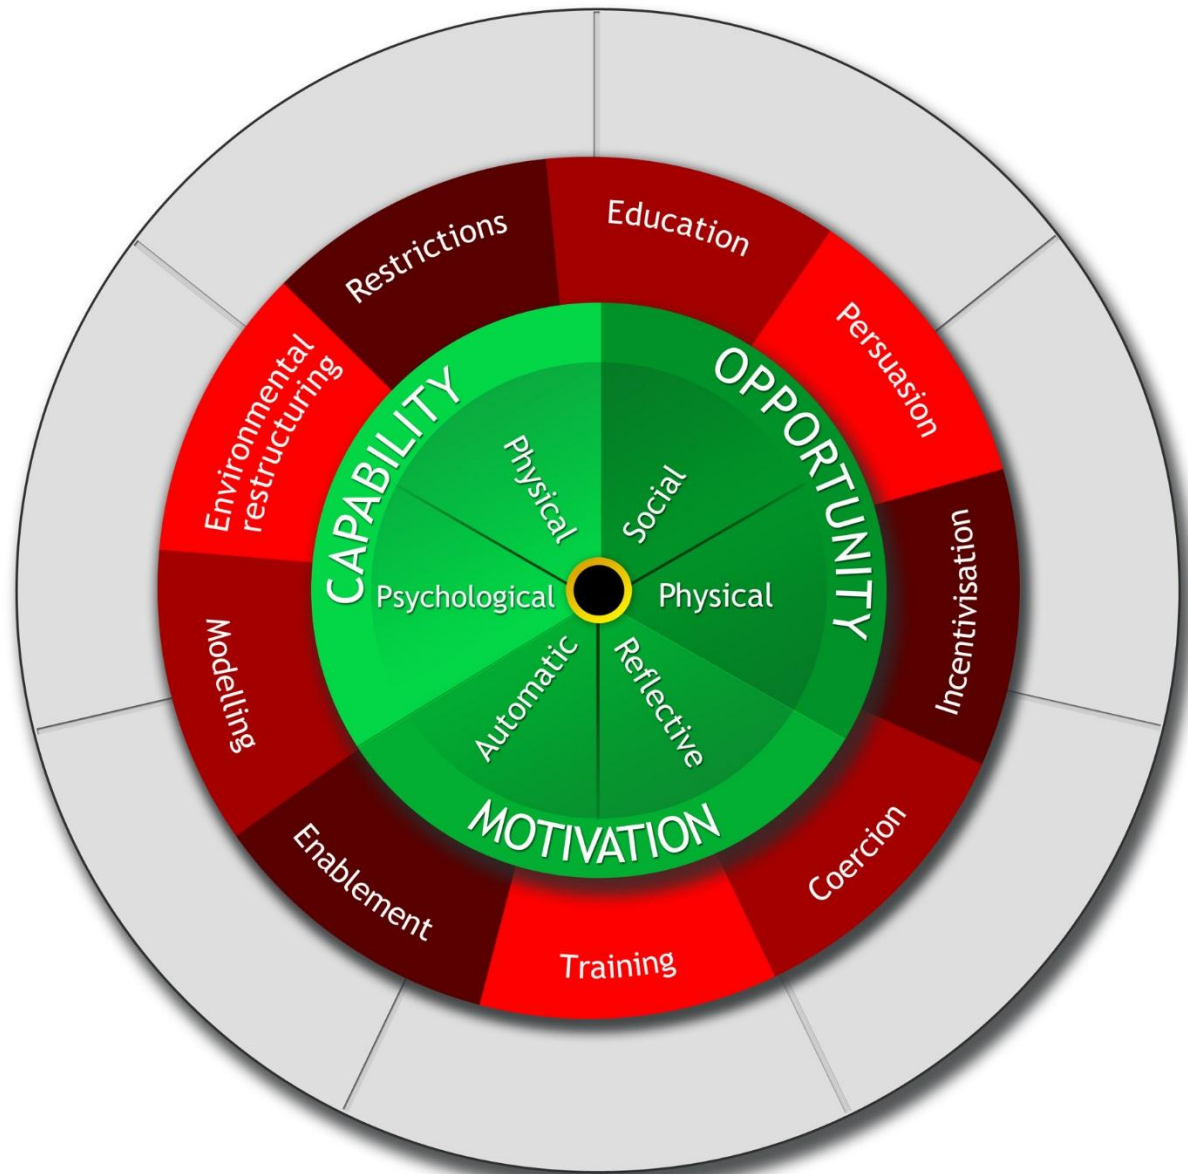 Education
Persuasion
Incentivisation
Coercion
Training
Enablement
Modelling
Environmental
restructuring
Restrictions
CAPABILITY
OPPORTUNITY
MOTIVATION
Physical
Social
Psychological
Physical
Automatic
Reflective